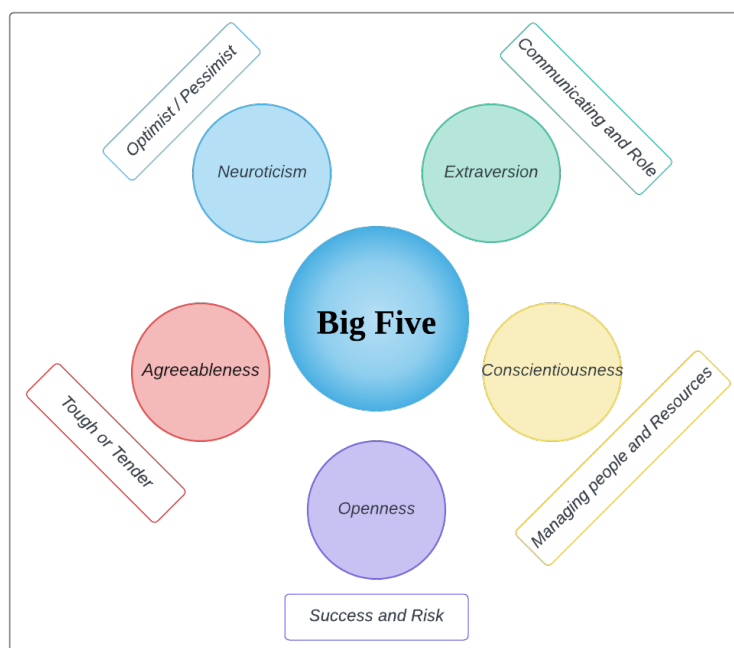 Optimist / Pessimist
Communicating and Role
Neuroticism
Extraversion
Big Five
Agreeableness
Conscientiousness
Tough or Tender
Managing people and Resources
Openness
Success and Risk